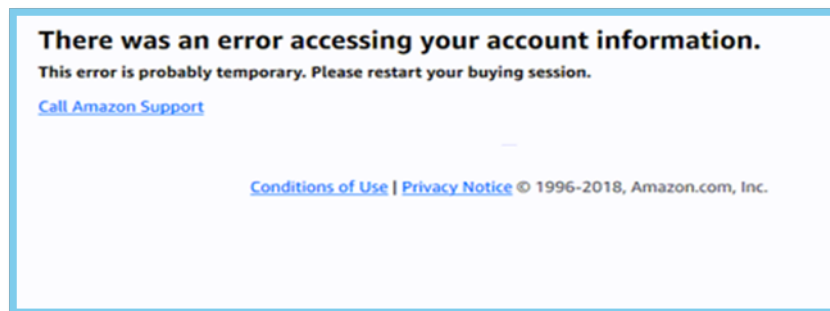 There was an error accessing your account information.
This error is probably temporary. Please restart your buying session.
Call Amazon Support
Conditions of Use | Privacy Notice © 1996-2018, Amazon.com, Inc.